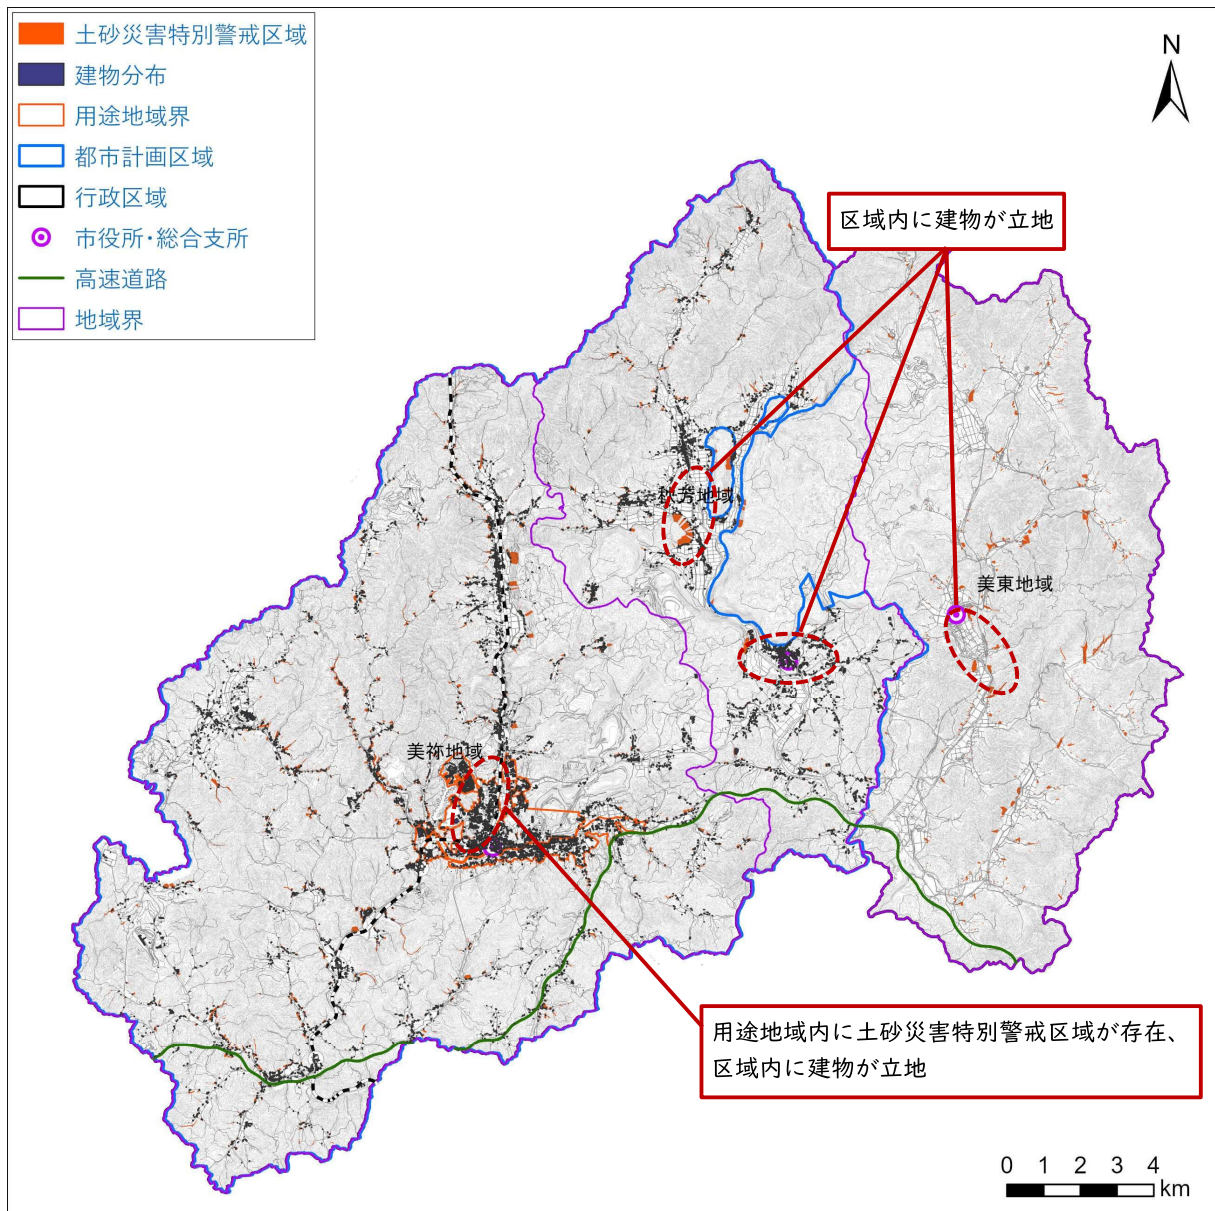 土砂災害特別警戒区域
建物分布
用途地域界
都市計画区域
行政区域
市役所・総合支所
高速道路
地域界
N
区域内に建物が立地
秋芳地域
美東地域
美祢地域
用途地域内に土砂災害特別警戒区域が存在、
区域内に建物が立地
0 1 2 3 4
km